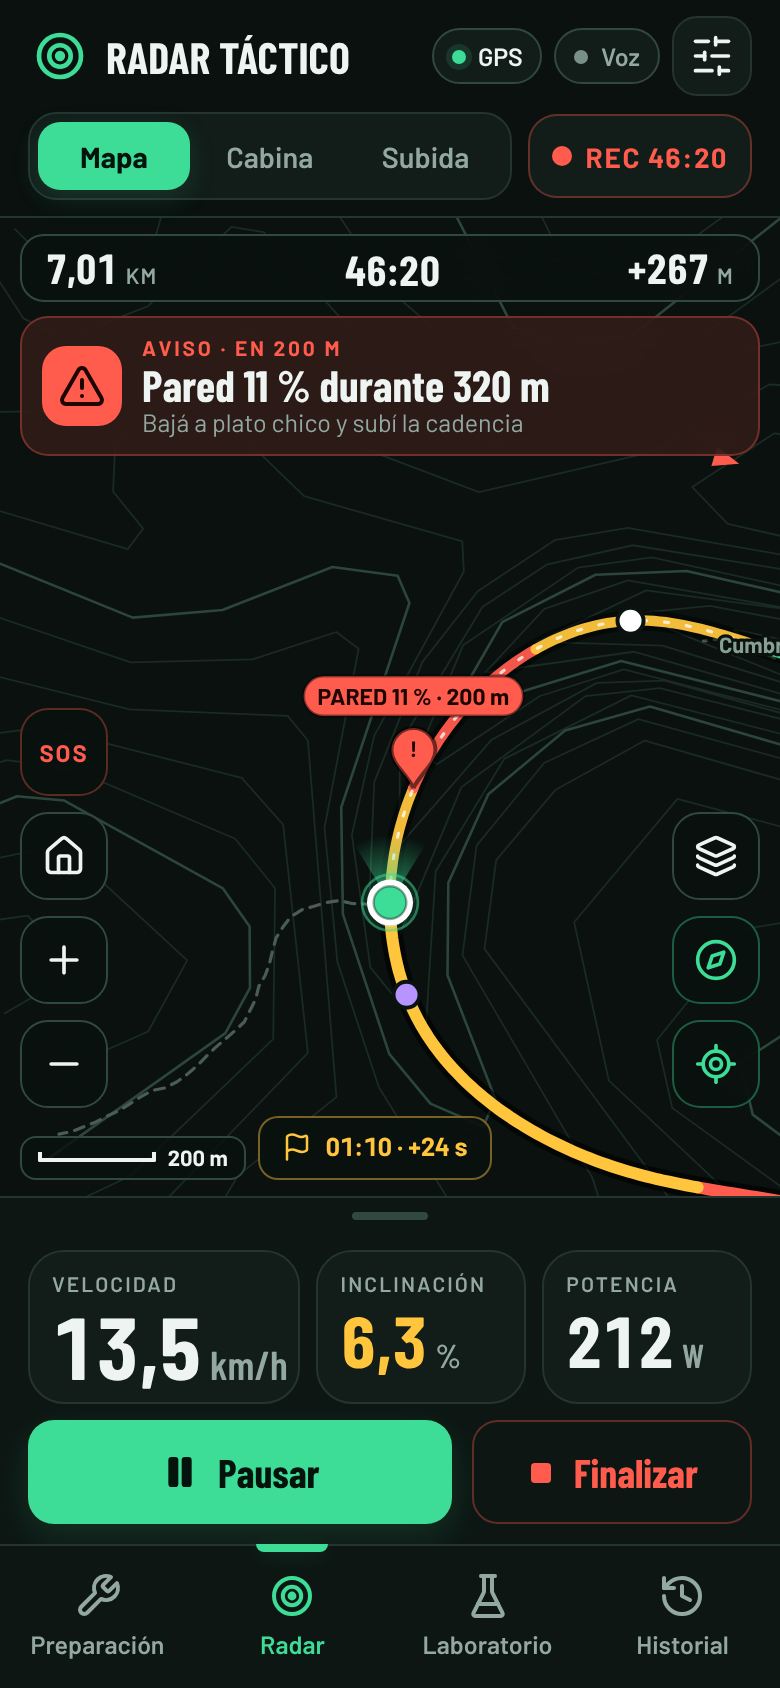 RADAR TÁCTICO
GPS
Voz
Mapa
Cabina
Subida
REC 46:20
7,01 KM
46:20
+267 M
AVISO · EN 200 M
Pared 11 % durante 320 m
Bajá a plato chico y subí la cadencia
Cumbr
PARED 11 % · 200 m
!
SOS
200 m
01:10 · +24 s
VELOCIDAD
13,5 km/h
INCLINACIÓN
6,3 %
POTENCIA
212 W
Pausar
Finalizar
Preparación
Radar
Laboratorio
Historial